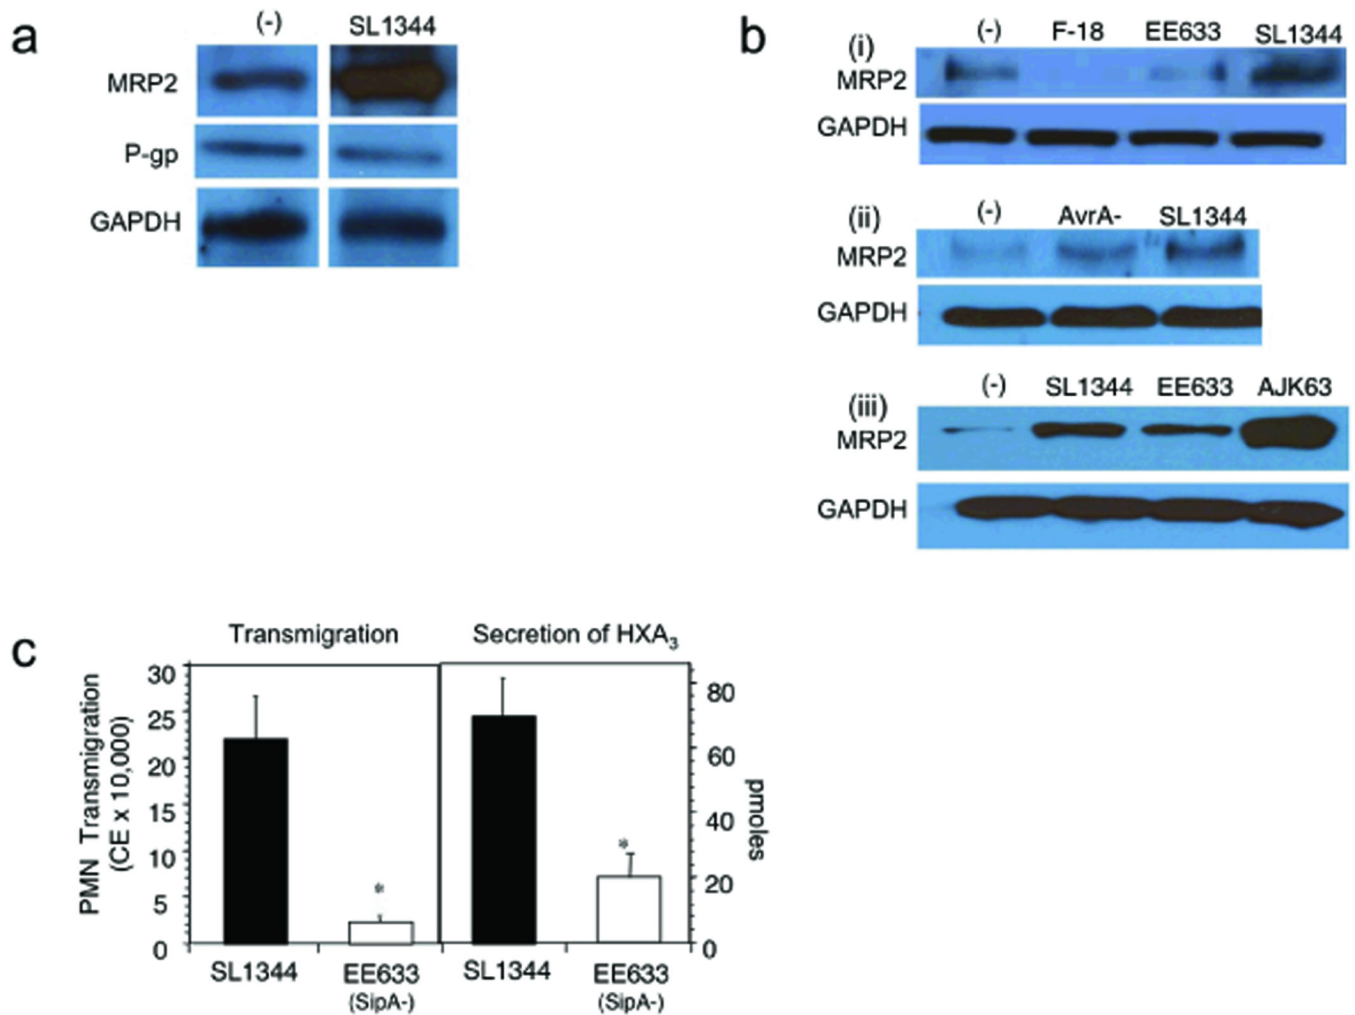 a
(-) SL1344
MRP2
P-gp
GAPDH
b
(i)
(-) F-18 EE633 SL1344
MRP2
GAPDH
(ii)
(-) AvrA- SL1344
MRP2
GAPDH
(iii)
(-) SL1344 EE633 AJK63
MRP2
GAPDH
c
Transmigration
Secretion of HXA3
PMN Transmigration
(CE x 10,000)
30
25
20
15
10
5
0
*
*
80
60
40
20
0
pmoles
SL1344
EE633
(SipA-)
SL1344
EE633
(SipA-)